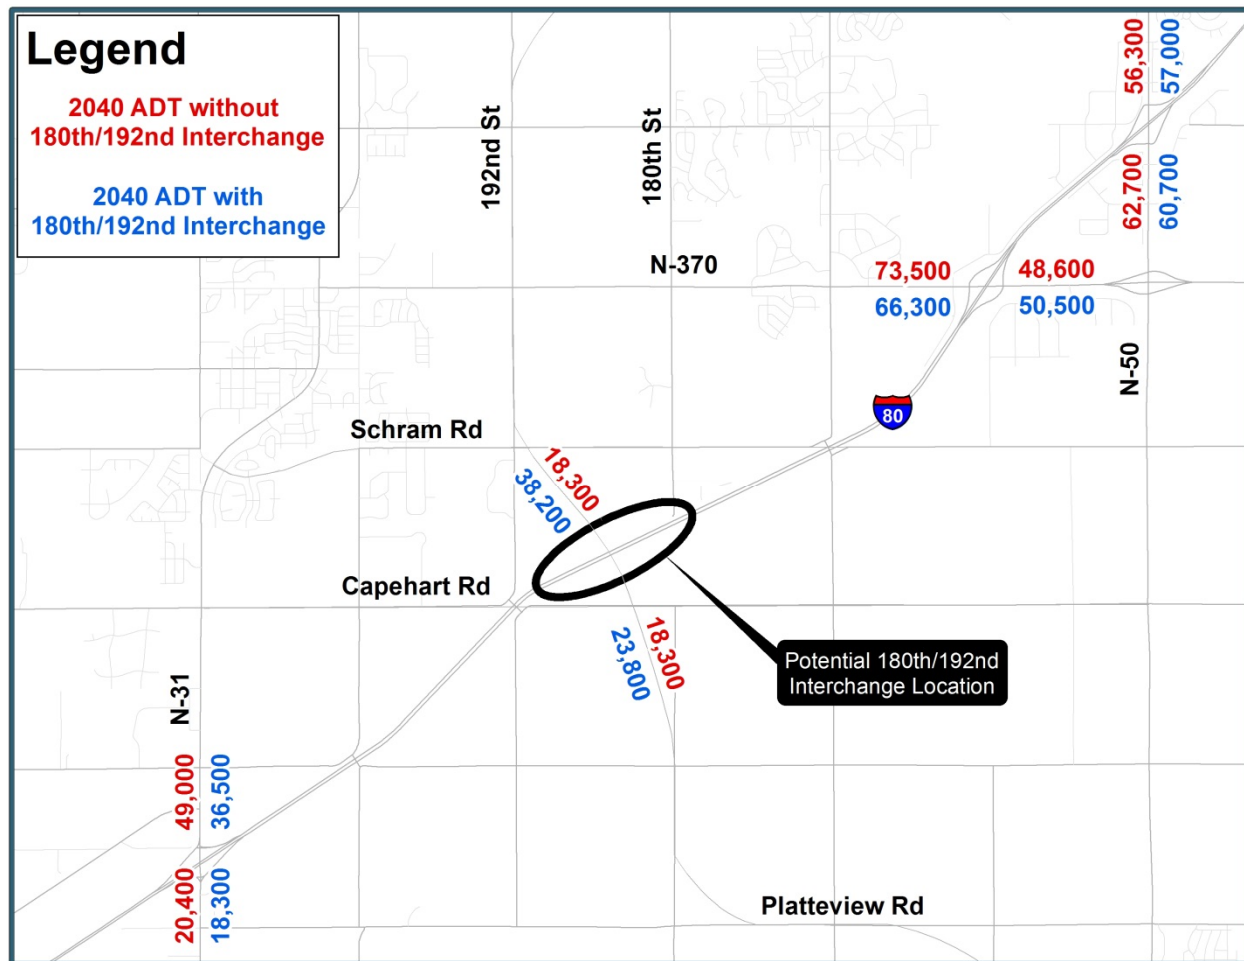 Legend
2040 ADT without
180th/192nd Interchange
2040 ADT with
180th/192nd Interchange
192nd St
180th St
56,300
57,000
62,700
60,700
N-370
73,500
48,600
66,300
50,500
N-50
80
Schram Rd
18,300
38,200
Capehart Rd
18,300
23,800
Potential 180th/192nd
Interchange Location
N-31
49,000
36,500
20,400
18,300
Platteview Rd